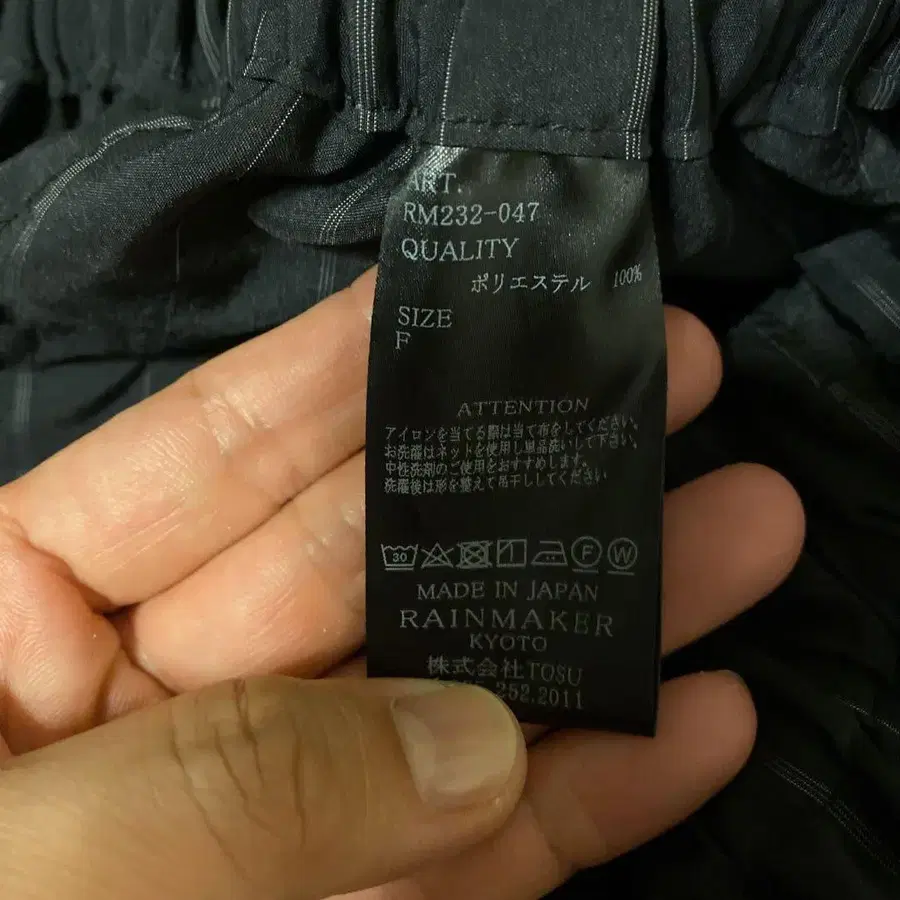 ART.
RM232-047
QUALITY
ポリエステル 100%
SIZE
F
ATTENTION
アイロンを当てる際は当て布をしてください。
お洗濯はネットを使用し単品洗いして下さい。
中性洗剤のご使用をおすすめします。
洗濯後は形を整えて吊干ししてください
30
F W
MADE IN JAPAN
RAINMAKER
KYOTO
株式会社TOSU
252.2011